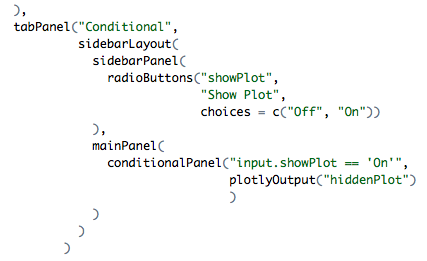 ),
tabPanel("Conditional",
sidebarLayout(
sidebarPanel(
radioButtons("showPlot",
"Show Plot",
choices = c("Off", "On"))
),
mainPanel(
conditionalPanel("input.showPlot == 'On'",
plotlyOutput("hiddenPlot")
)
)
)
)